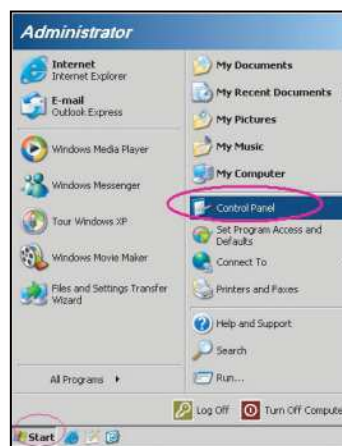 Administrator
Internet
Internet Explorer
E-mail
Outlook Express
Windows Media Player
Windows Messenger
Tour Windows XP
Windows Movie Maker
Files and Settings Transfer
Wizard
All Programs
My Documents
My Recent Documents
My Pictures
My Music
My Computer
Control Panel
Set Program Access and
Defaults
Connect To
Printers and Faxes
Help and Support
Search
Run...
Log Off
Turn Off Compute
Start